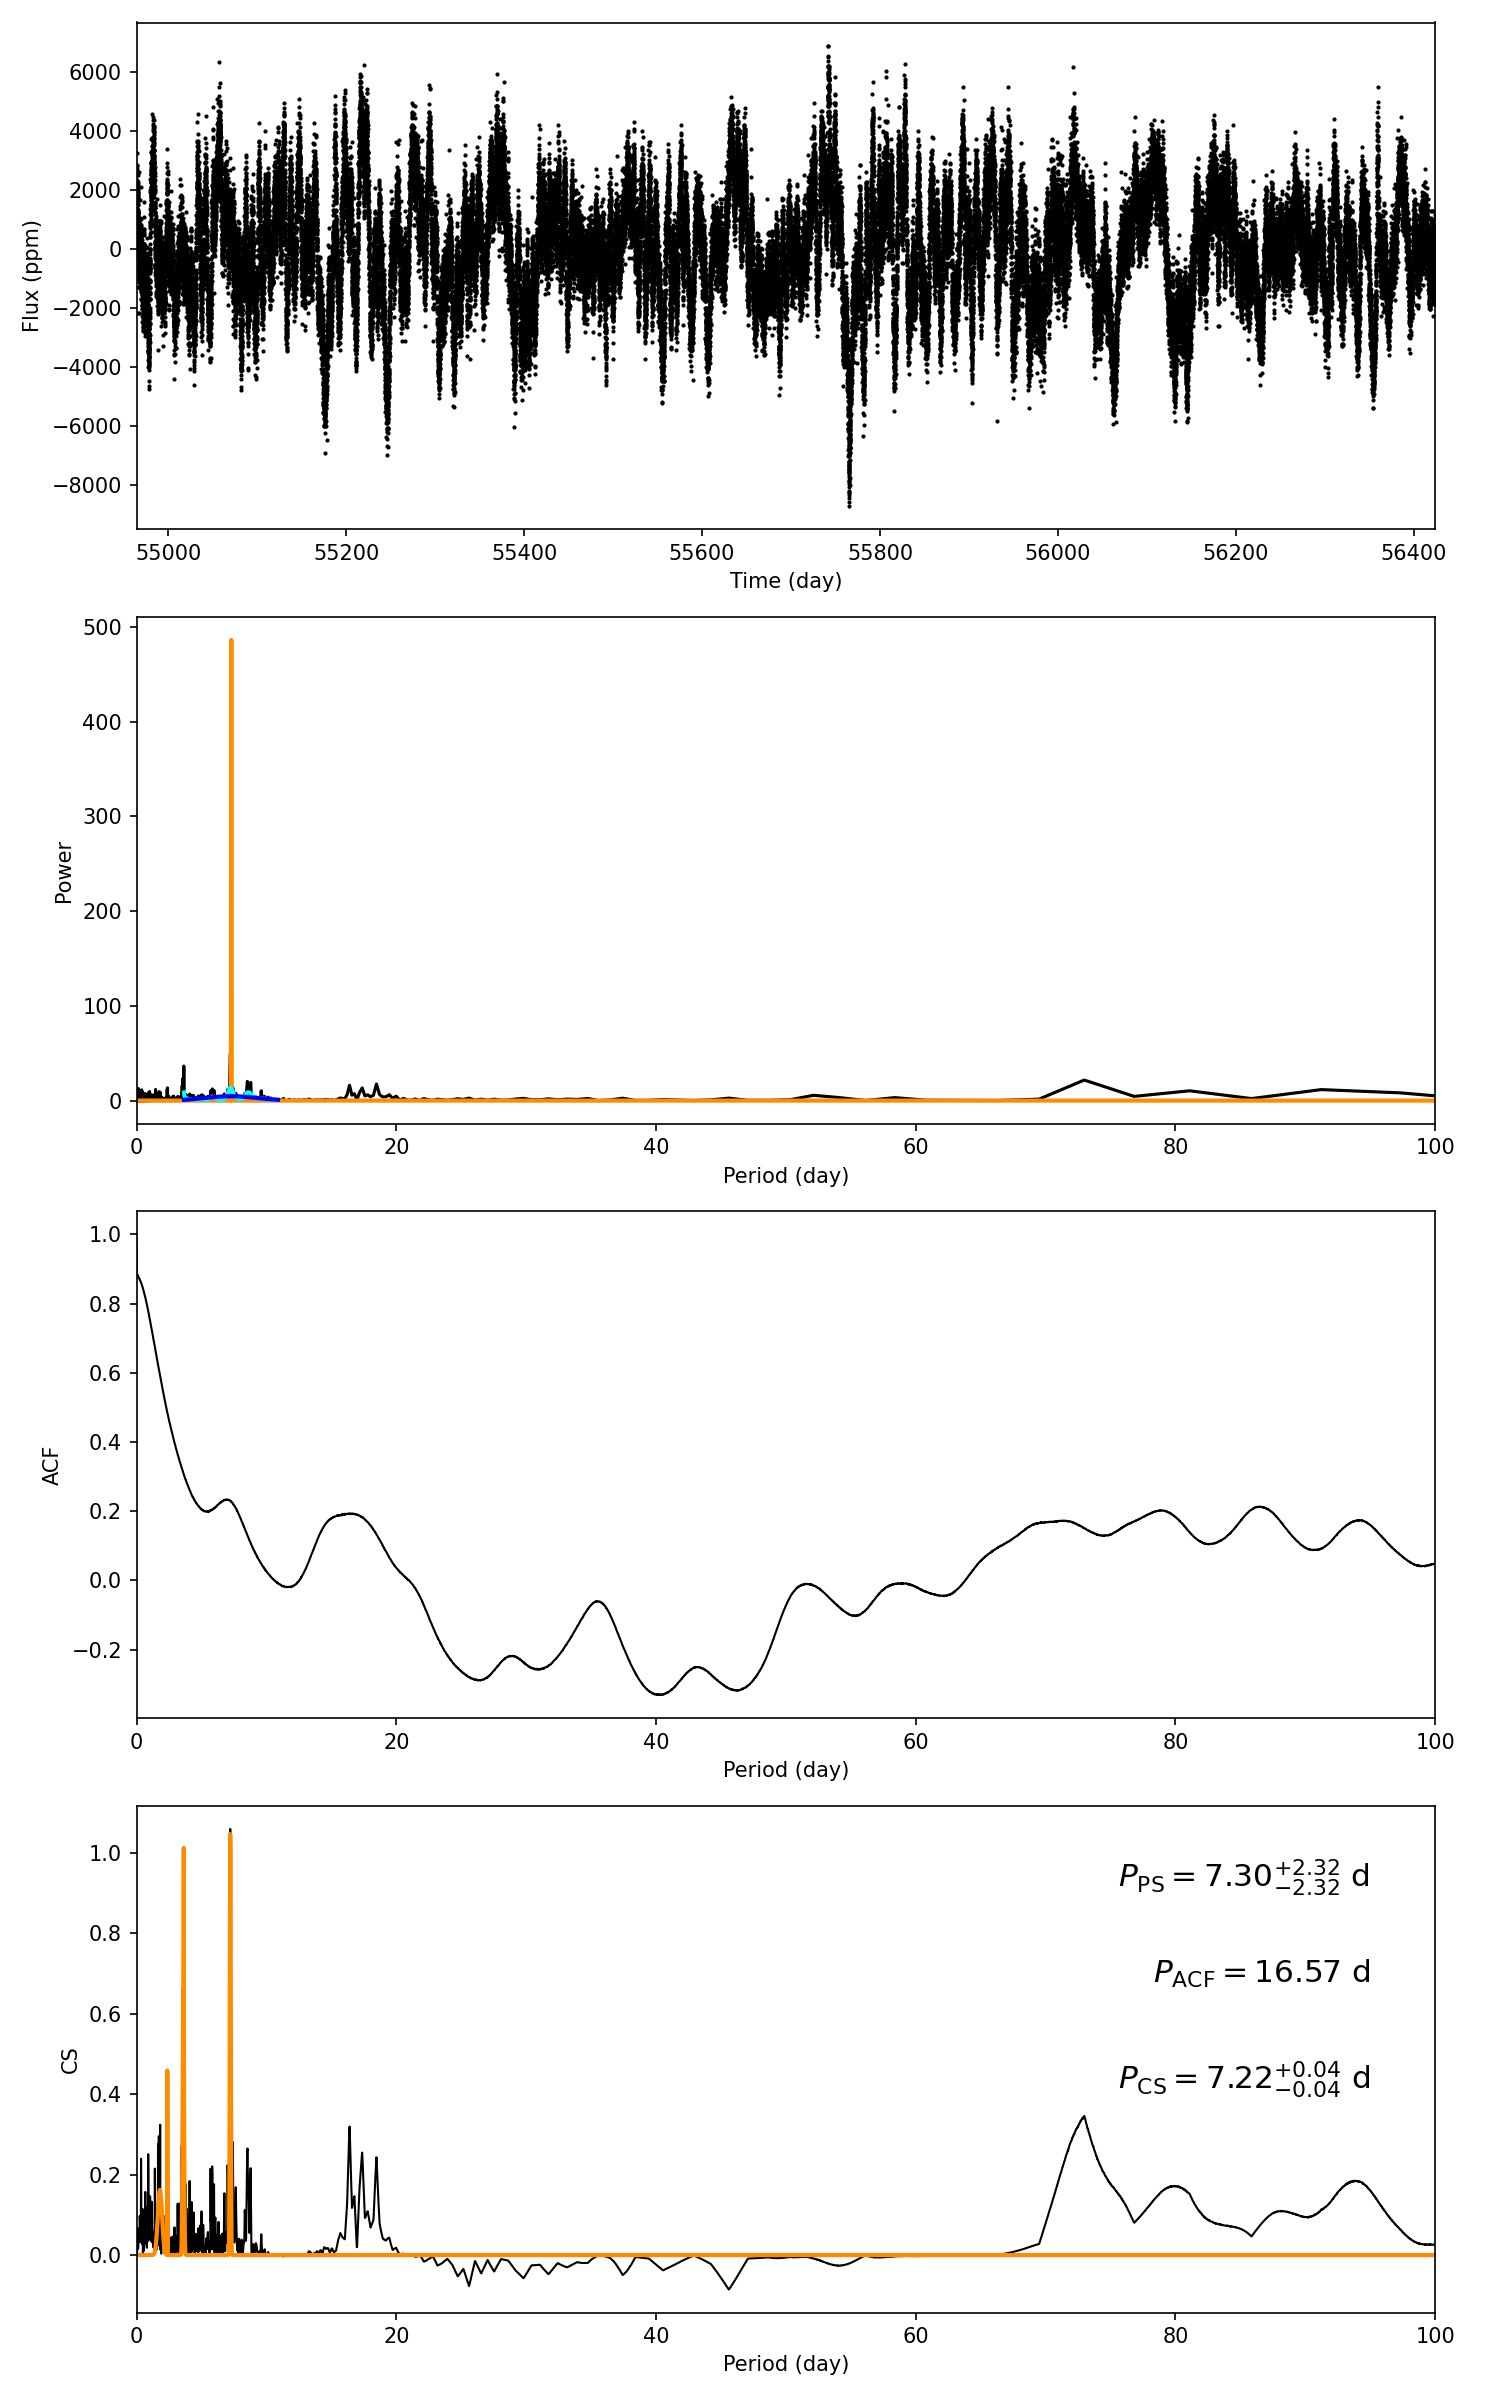 6000
4000
2000
0
−2000
−4000
−6000
−8000
Flux (ppm)
55000 55200 55400 55600 55800 56000 56200 56400
Time (day)
500
400
300
200
100
0
Power
0 20 40 60 80 100
Period (day)
1.0
0.8
0.6
0.4
0.2
0.0
−0.2
ACF
0 20 40 60 80 100
Period (day)
1.0
0.8
0.6
0.4
0.2
0.0
CS
P_PS = 7.30 +2.32 −2.32 d
P_ACF = 16.57 d
P_CS = 7.22 +0.04 −0.04 d
0 20 40 60 80 100
Period (day)